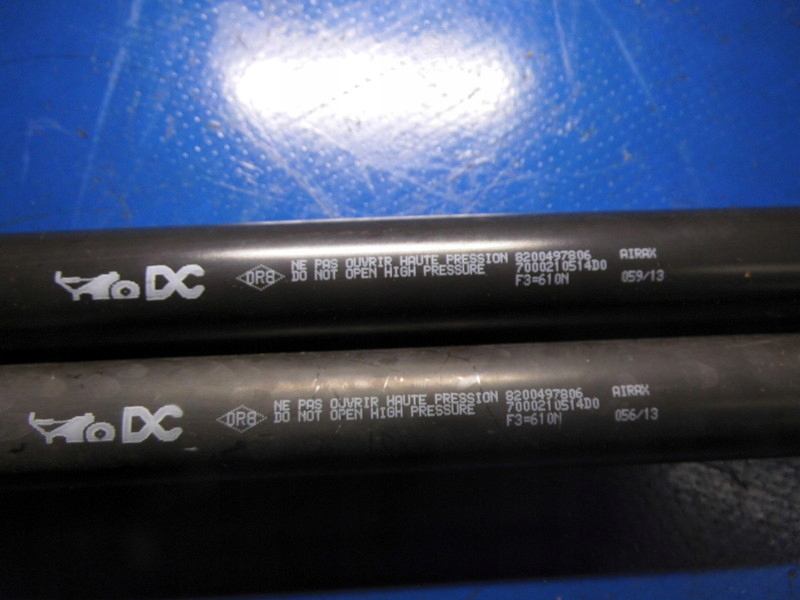 DC
DR8
NE PAS OUVRIR HAUTE PRESSION 8200497806 AIRAX
DO NOT OPEN HIGH PRESSURE 7000210514D0
F3=610N 059/13
DC
DR8
NE PAS OUVRIR HAUTE PRESSION 8200497806 AIRAX
DO NOT OPEN HIGH PRESSURE 7000210514D0
F3=610N 056/13